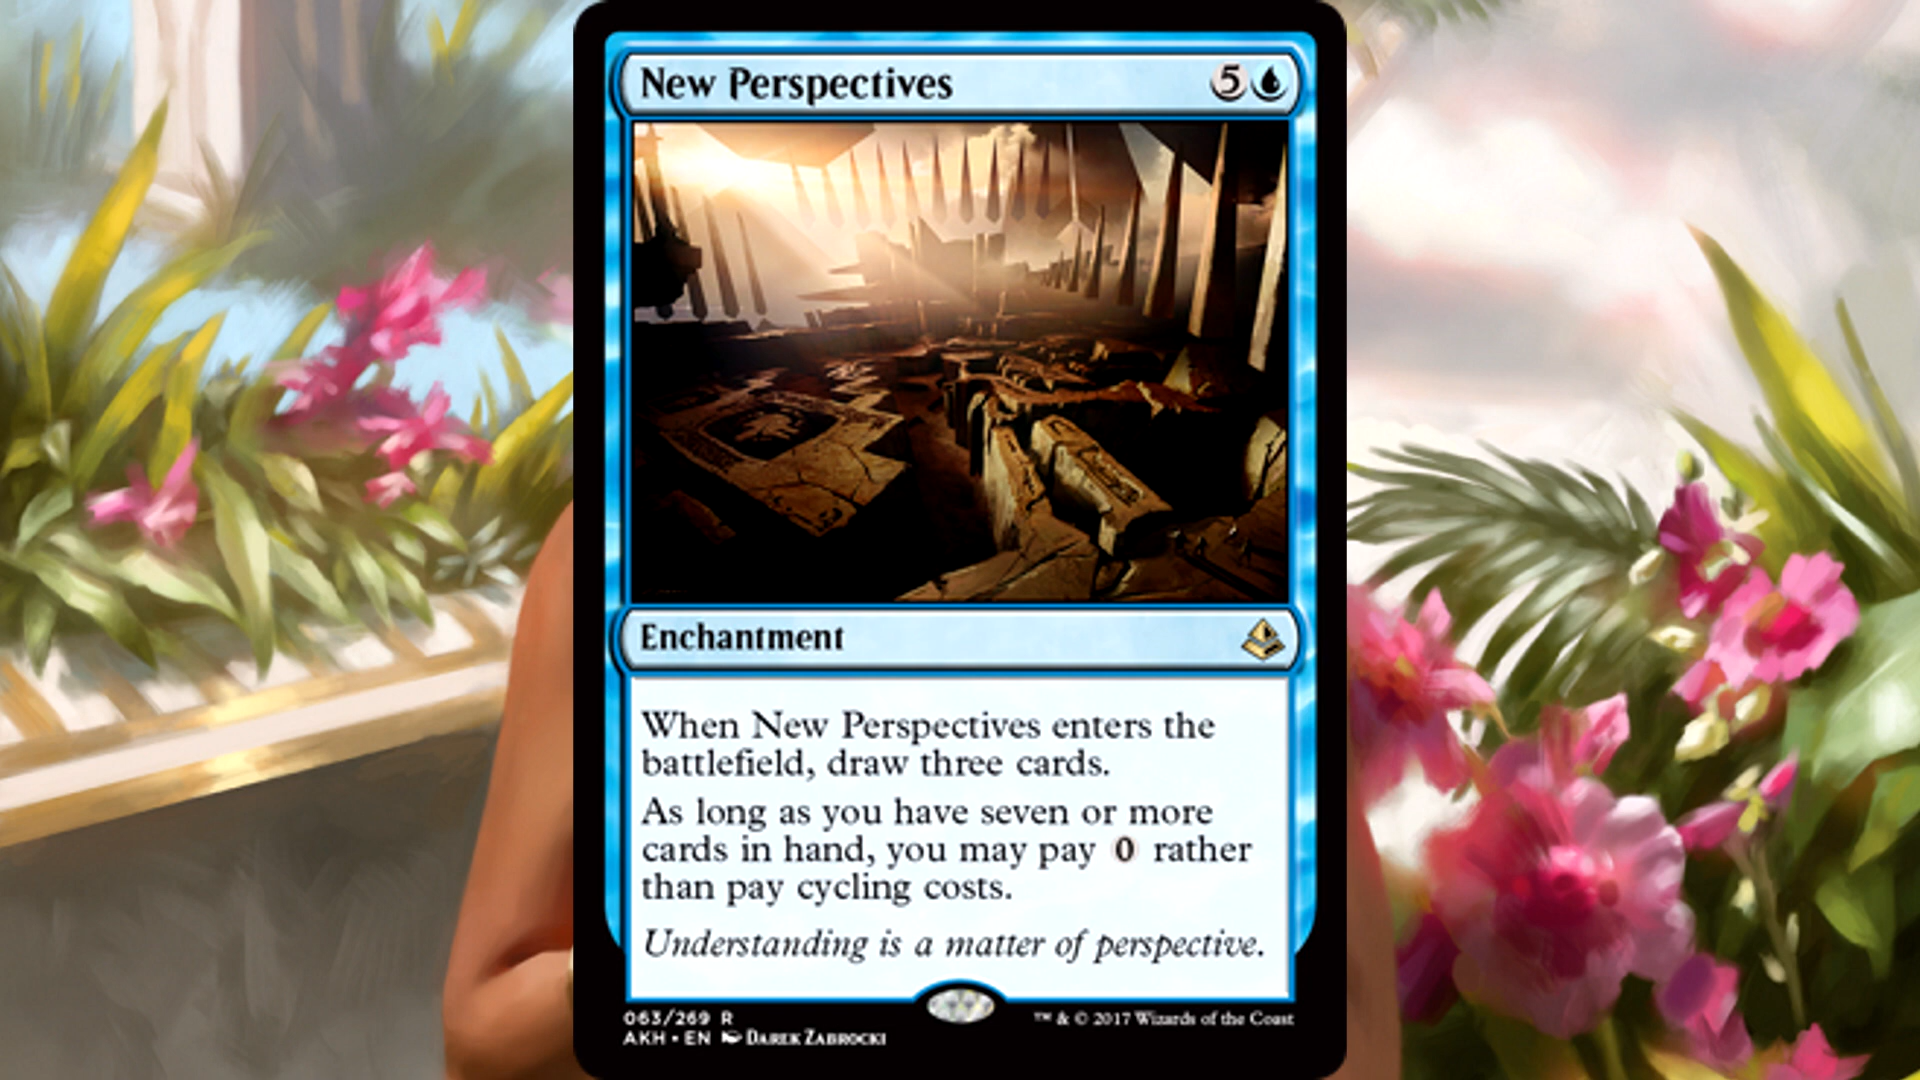 New Perspectives 5
Enchantment
When New Perspectives enters the
battlefield, draw three cards.
As long as you have seven or more
cards in hand, you may pay 0 rather
than pay cycling costs.
Understanding is a matter of perspective.
063/269 R
AKH • EN DAREK ZABROCKI
™ & © 2017 Wizards of the Coast